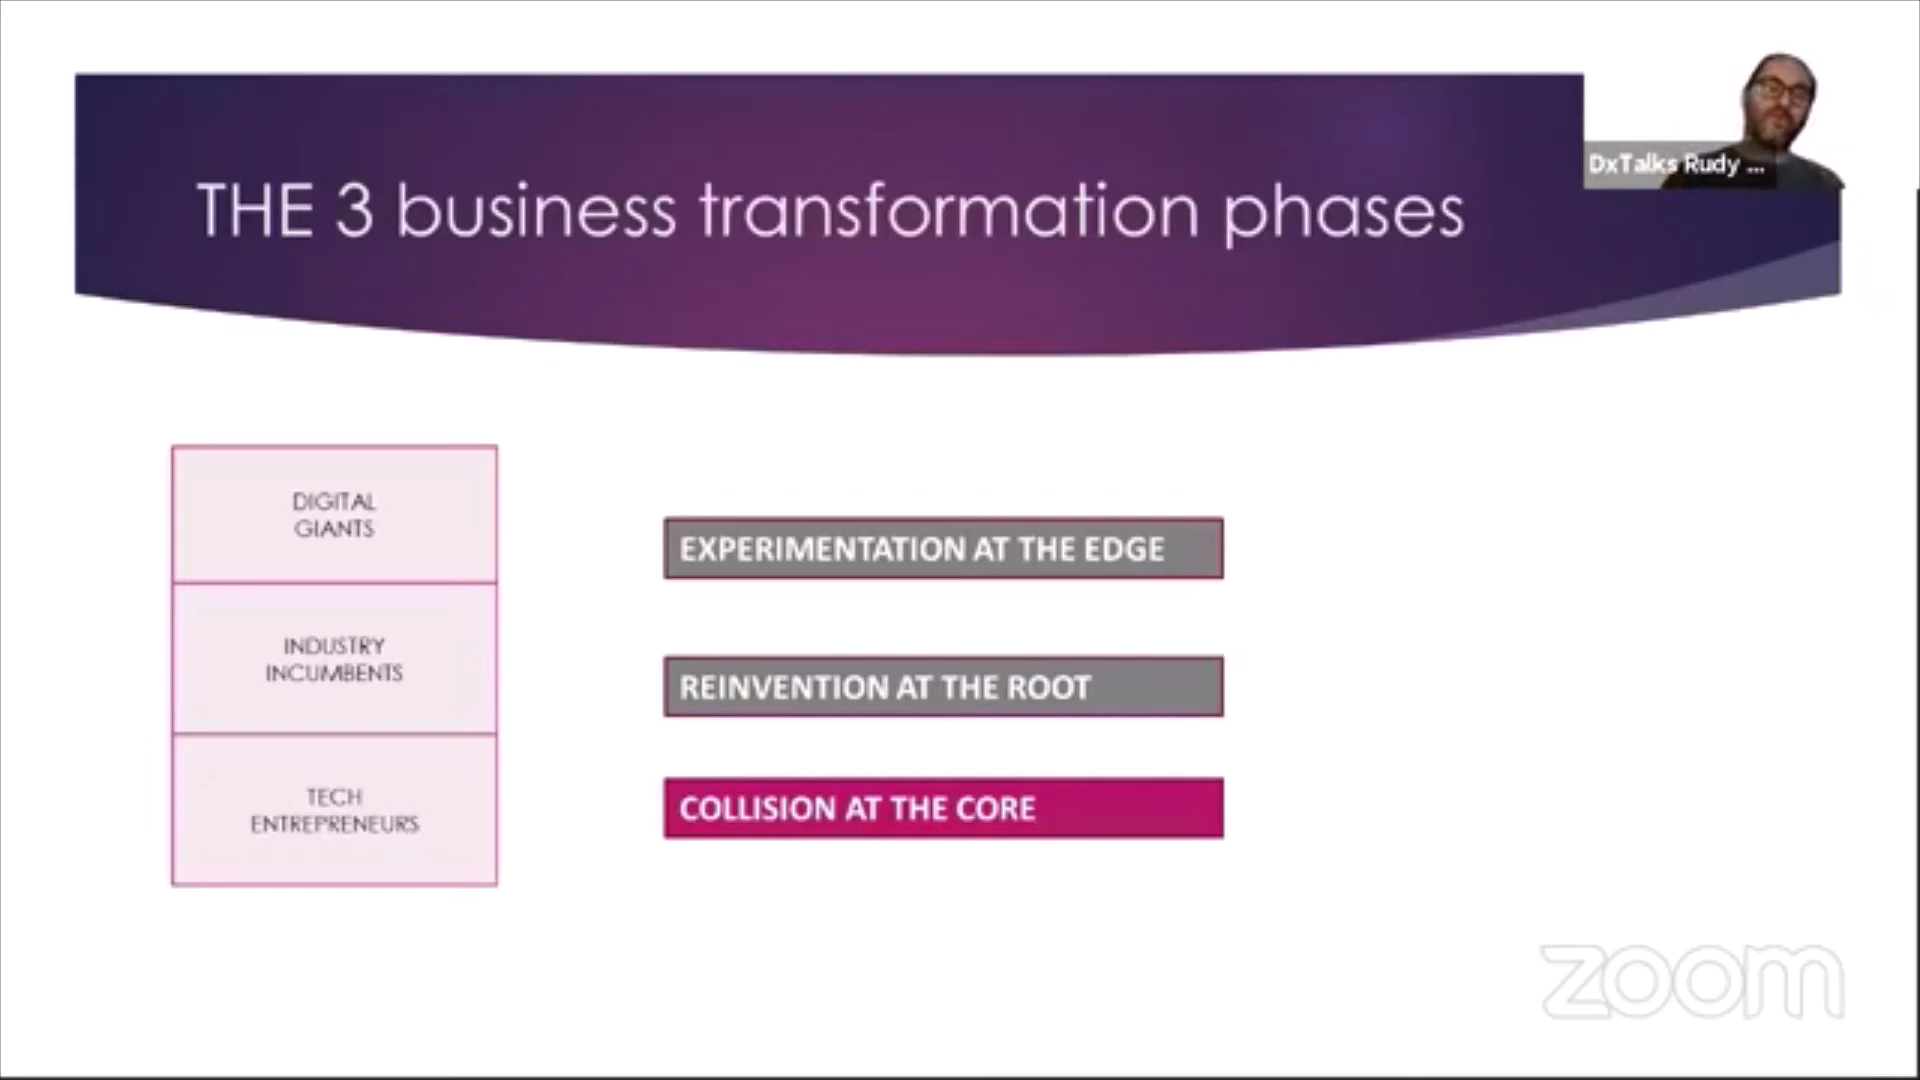 DxTalks Rudy ...
THE 3 business transformation phases
DIGITAL
GIANTS
INDUSTRY
INCUMBENTS
TECH
ENTREPRENEURS
EXPERIMENTATION AT THE EDGE
REINVENTION AT THE ROOT
COLLISION AT THE CORE
zoom